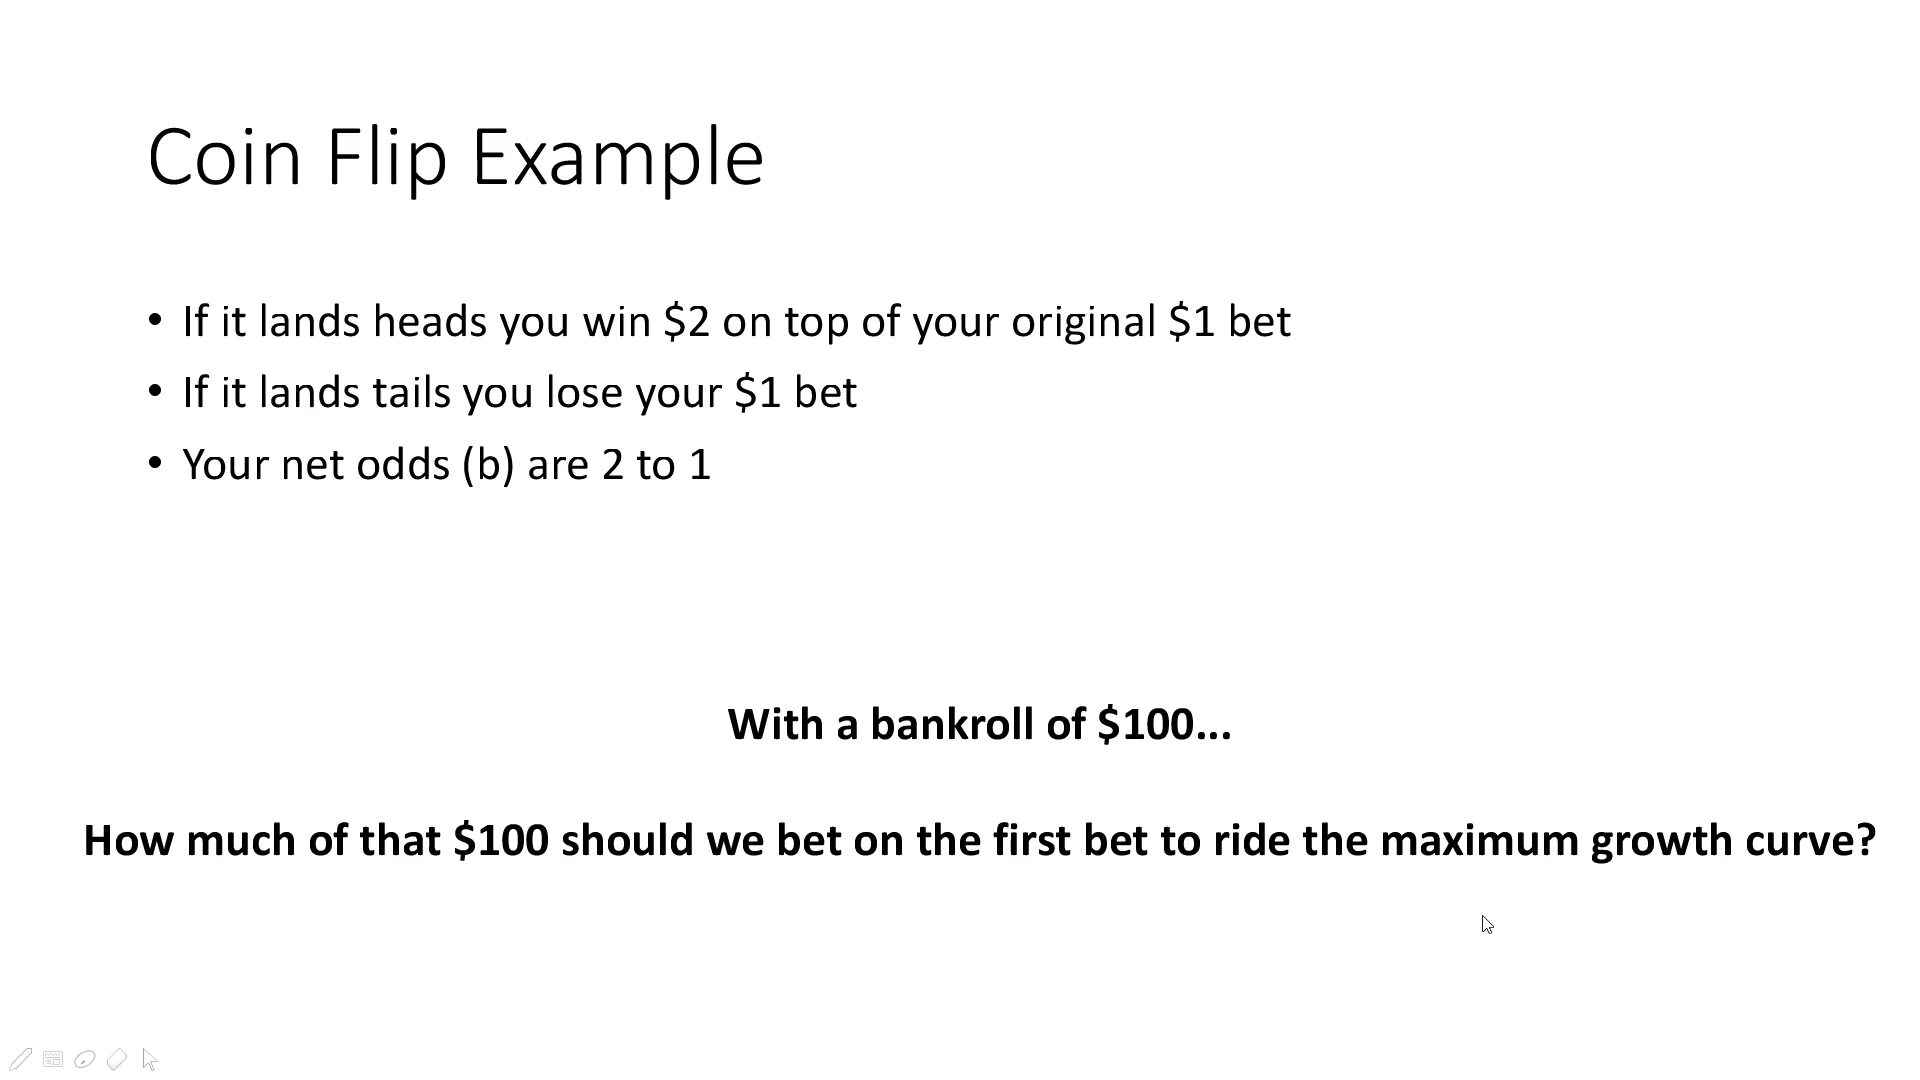 Coin Flip Example
• If it lands heads you win $2 on top of your original $1 bet
• If it lands tails you lose your $1 bet
• Your net odds (b) are 2 to 1
With a bankroll of $100...
How much of that $100 should we bet on the first bet to ride the maximum growth curve?